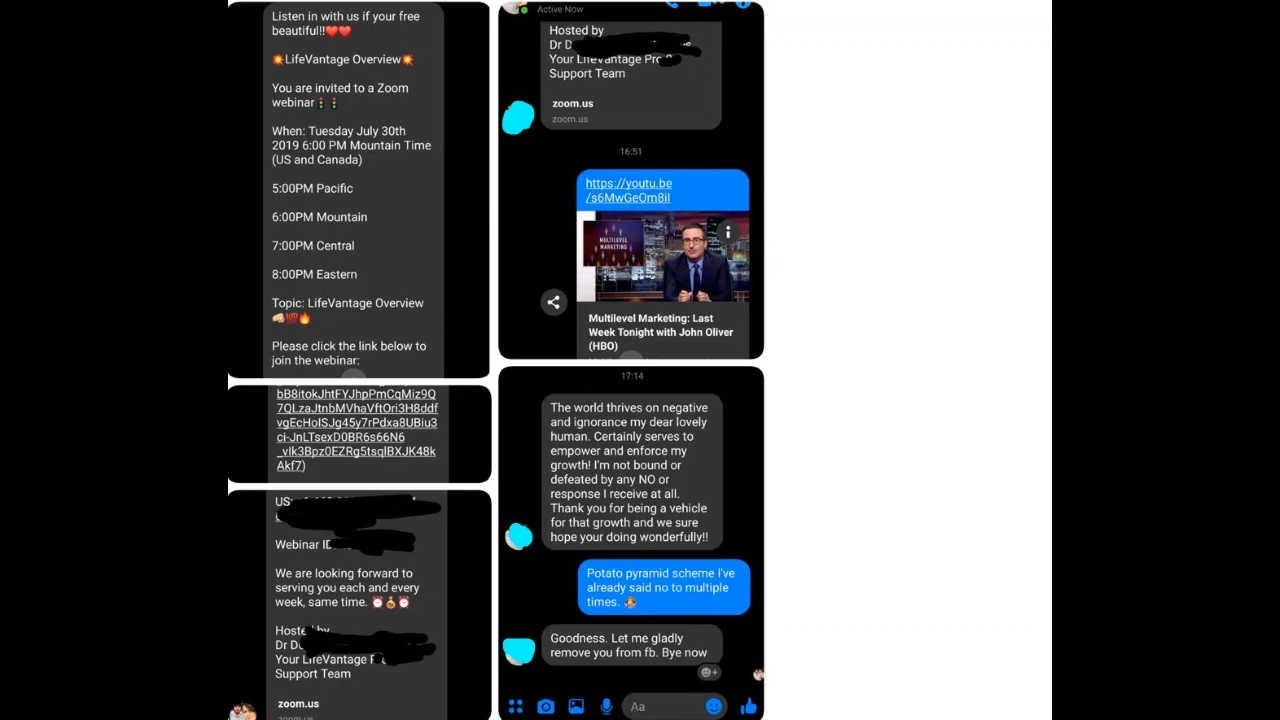 Listen in with us if your free
beautiful!!❤️❤️
💥LifeVantage Overview💥
You are invited to a Zoom
webinar🚦🚦
When: Tuesday July 30th
2019 6:00 PM Mountain Time
(US and Canada)
5:00PM Pacific
6:00PM Mountain
7:00PM Central
8:00PM Eastern
Topic: LifeVantage Overview
👊🏻💯🔥
Please click the link below to
join the webinar:
bB8itokJhtFYJhpPmCqMiz9Q
7QLzaJtnbMVhaVftOri3H8ddf
vgEcHoISJg45y7rPdxa8UBiu3
ci-JnLTsexD0BR6s66N6
_vIk3Bpz0EZRg5tsqIBXJK48k
Akf7)
US:
Webinar ID
We are looking forward to
serving you each and every
week, same time. ⏰💰⏰
Hosted by
Dr D
Your LifeVantage
Support Team
zoom.us
zoom.us
Active Now
Hosted by
Dr D
Your LifeVantage Pro
Support Team
zoom.us
zoom.us
16:51
https://youtu.be
/s6MwGeOm8iI
MULTILEVEL
MARKETING
Multilevel Marketing: Last
Week Tonight with John Oliver
(HBO)
17:14
The world thrives on negative
and ignorance my dear lovely
human. Certainly serves to
empower and enforce my
growth! I'm not bound or
defeated by any NO or
response I receive at all.
Thank you for being a vehicle
for that growth and we sure
hope your doing wonderfully!!
Potato pyramid scheme I've
already said no to multiple
times. 🤷
Goodness. Let me gladly
remove you from fb. Bye now
Aa